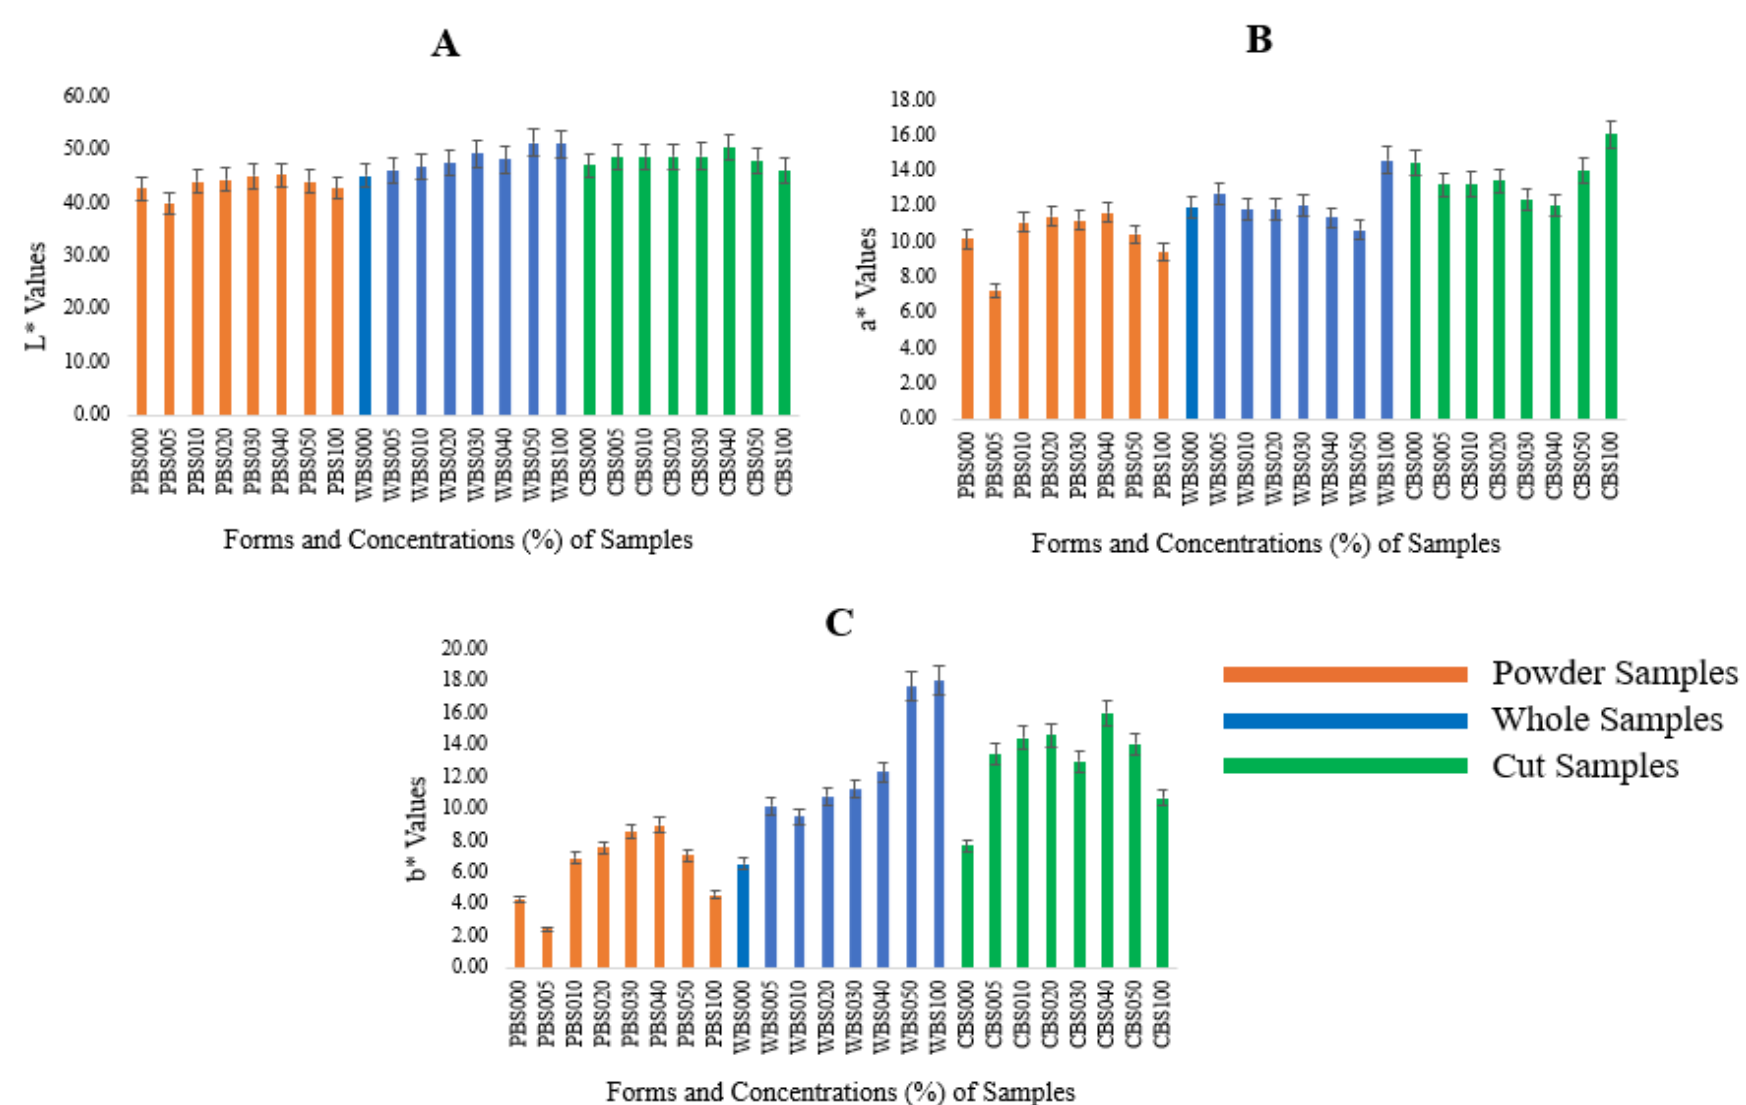 A
60.00
50.00
40.00
30.00
20.00
10.00
0.00
L* Values
PBS000
PBS005
PBS010
PBS020
PBS030
PBS040
PBS050
PBS100
WBS000
WBS005
WBS010
WBS020
WBS030
WBS040
WBS050
WBS100
CBS000
CBS005
CBS010
CBS020
CBS030
CBS040
CBS050
CBS100
Forms and Concentrations (%) of Samples
B
18.00
16.00
14.00
12.00
10.00
8.00
6.00
4.00
2.00
0.00
a* Values
PBS000
PBS005
PBS010
PBS020
PBS030
PBS040
PBS050
PBS100
WBS000
WBS005
WBS010
WBS020
WBS030
WBS040
WBS050
WBS100
CBS000
CBS005
CBS010
CBS020
CBS030
CBS040
CBS050
CBS100
Forms and Concentrations (%) of Samples
C
20.00
18.00
16.00
14.00
12.00
10.00
8.00
6.00
4.00
2.00
0.00
b* Values
PBS000
PBS005
PBS010
PBS020
PBS030
PBS040
PBS050
PBS100
WBS000
WBS005
WBS010
WBS020
WBS030
WBS040
WBS050
WBS100
CBS000
CBS005
CBS010
CBS020
CBS030
CBS040
CBS050
CBS100
Forms and Concentrations (%) of Samples
Powder Samples
Whole Samples
Cut Samples